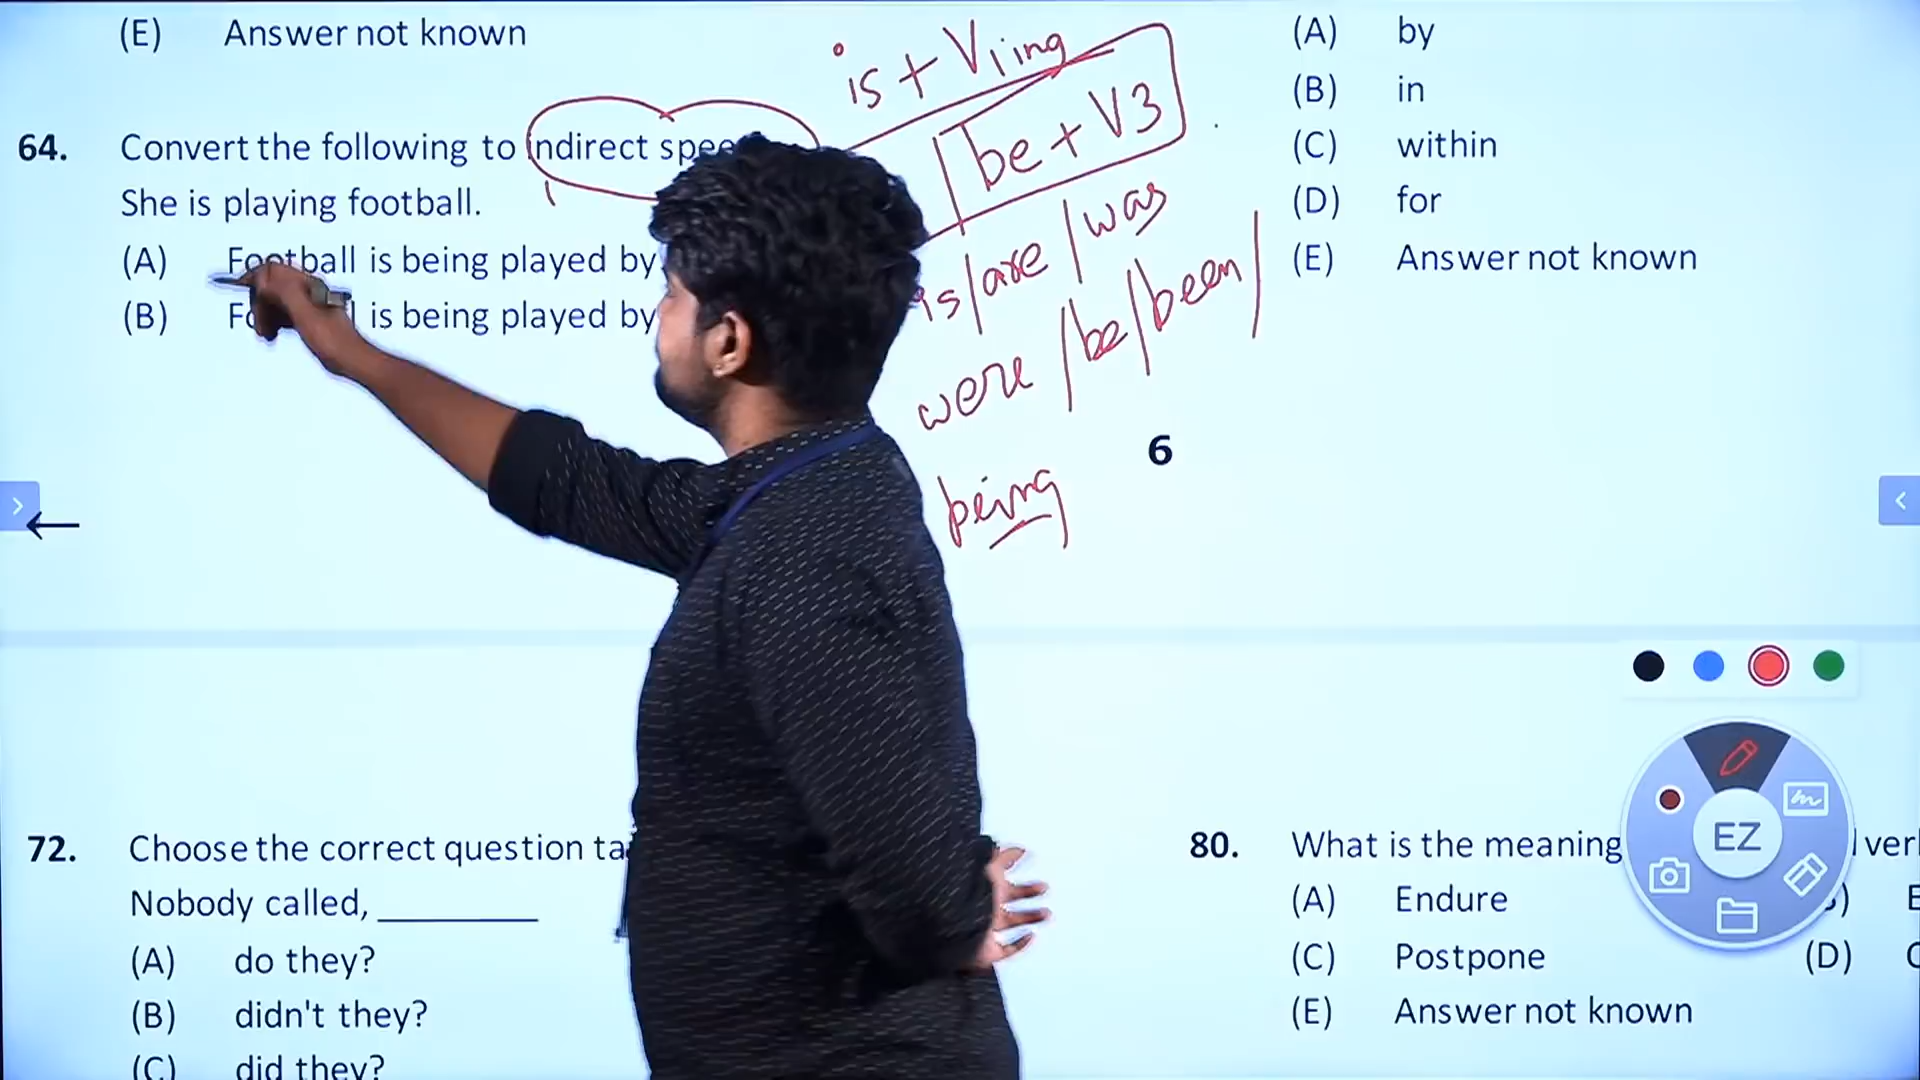 (E) Answer not known
64. Convert the following to indirect
She is playing football.
(A) Football is being played by
(B) is being played by
is + V1 ing
be + V3
is/are/was
were/be/been/
being
(A) by
(B) in
(C) within
(D) for
(E) Answer not known
6
72. Choose the correct question
Nobody called, ________
(A) do they?
(B) didn't they?
(C) did they?
80. What is the meaning
(A) Endure
(C) Postpone (D)
(E) Answer not known
EZ